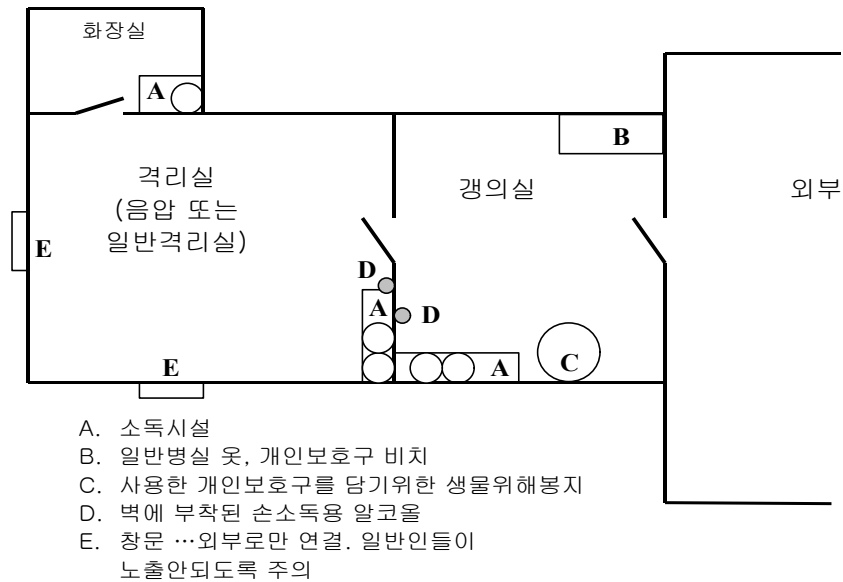 화장실
A
B
격리실
(음압 또는
일반격리실)
갱의실
외부
E
D
A
D
E
A
C
A. 소독시설
B. 일반병실 옷, 개인보호구 비치
C. 사용한 개인보호구를 담기위한 생물위해봉지
D. 벽에 부착된 손소독용 알코올
E. 창문 …외부로만 연결. 일반인들이
노출안되도록 주의